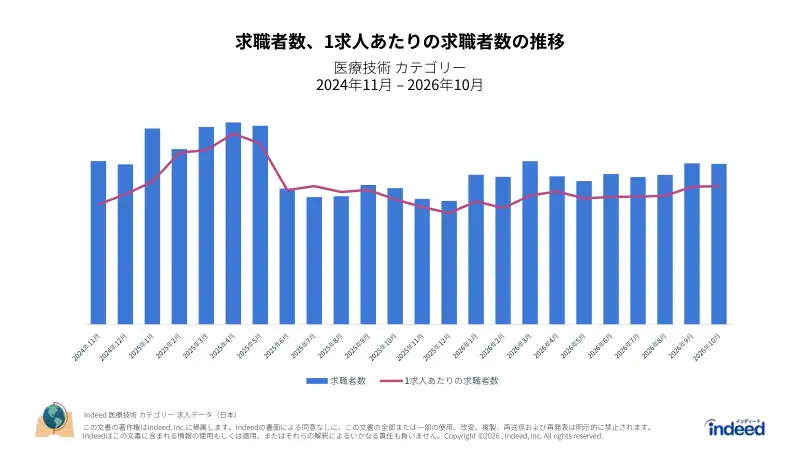 求職者数、1求人あたりの求職者数の推移
医療技術 カテゴリー
2024年11月 – 2026年10月
2024年11月
2024年12月
2025年1月
2025年2月
2025年3月
2025年4月
2025年5月
2025年6月
2025年7月
2025年8月
2025年9月
2025年10月
2025年11月
2025年12月
2026年1月
2026年2月
2026年3月
2026年4月
2026年5月
2026年6月
2026年7月
2026年8月
2026年9月
2026年10月
求職者数 1求人あたりの求職者数
Indeed 医療技術 カテゴリー 求人データ（日本）
この文書の著作権はIndeed, Inc.に帰属します。Indeedの書面による同意なしに、この文書の全部または一部の使用、改変、複製、再送信および再発表は明示的に禁止されます。
Indeedはこの文書に含まれる情報の使用もしくは適用、またはそれらの解釈によるいかなる責任も負いません。Copyright ©2026 , Indeed, Inc. All rights reserved.
インディード
indeed